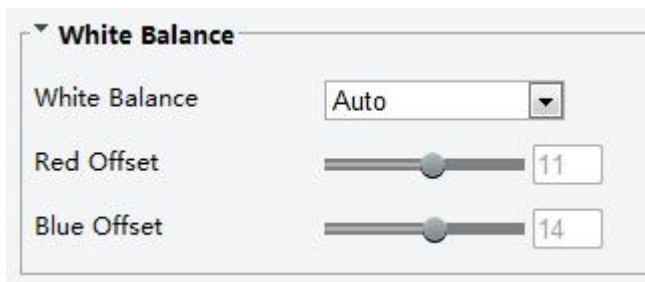 White Balance
White Balance Auto
Red Offset 11
Blue Offset 14